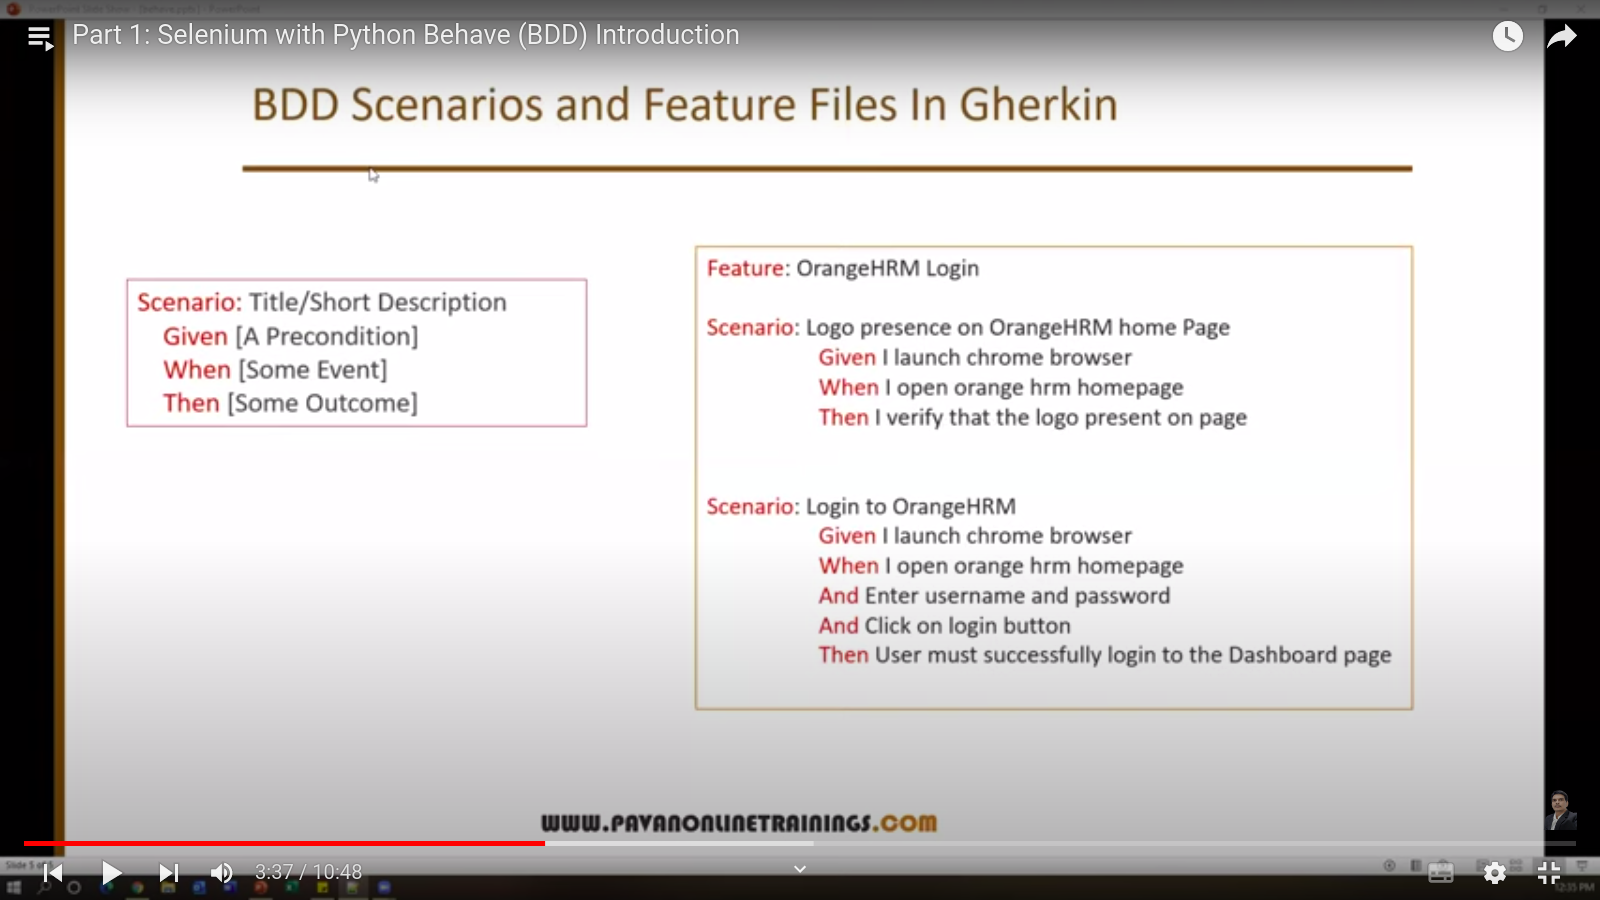 Part 1: Selenium with Python Behave (BDD) Introduction
BDD Scenarios and Feature Files In Gherkin
Scenario: Title/Short Description
Given [A Precondition]
When [Some Event]
Then [Some Outcome]
Feature: OrangeHRM Login
Scenario: Logo presence on OrangeHRM home Page
Given I launch chrome browser
When I open orange hrm homepage
Then I verify that the logo present on page
Scenario: Login to OrangeHRM
Given I launch chrome browser
When I open orange hrm homepage
And Enter username and password
And Click on login button
Then User must successfully login to the Dashboard page
WWW.PAVANONLINETRAININGS.COM
3:37 / 10:48
12:35 PM